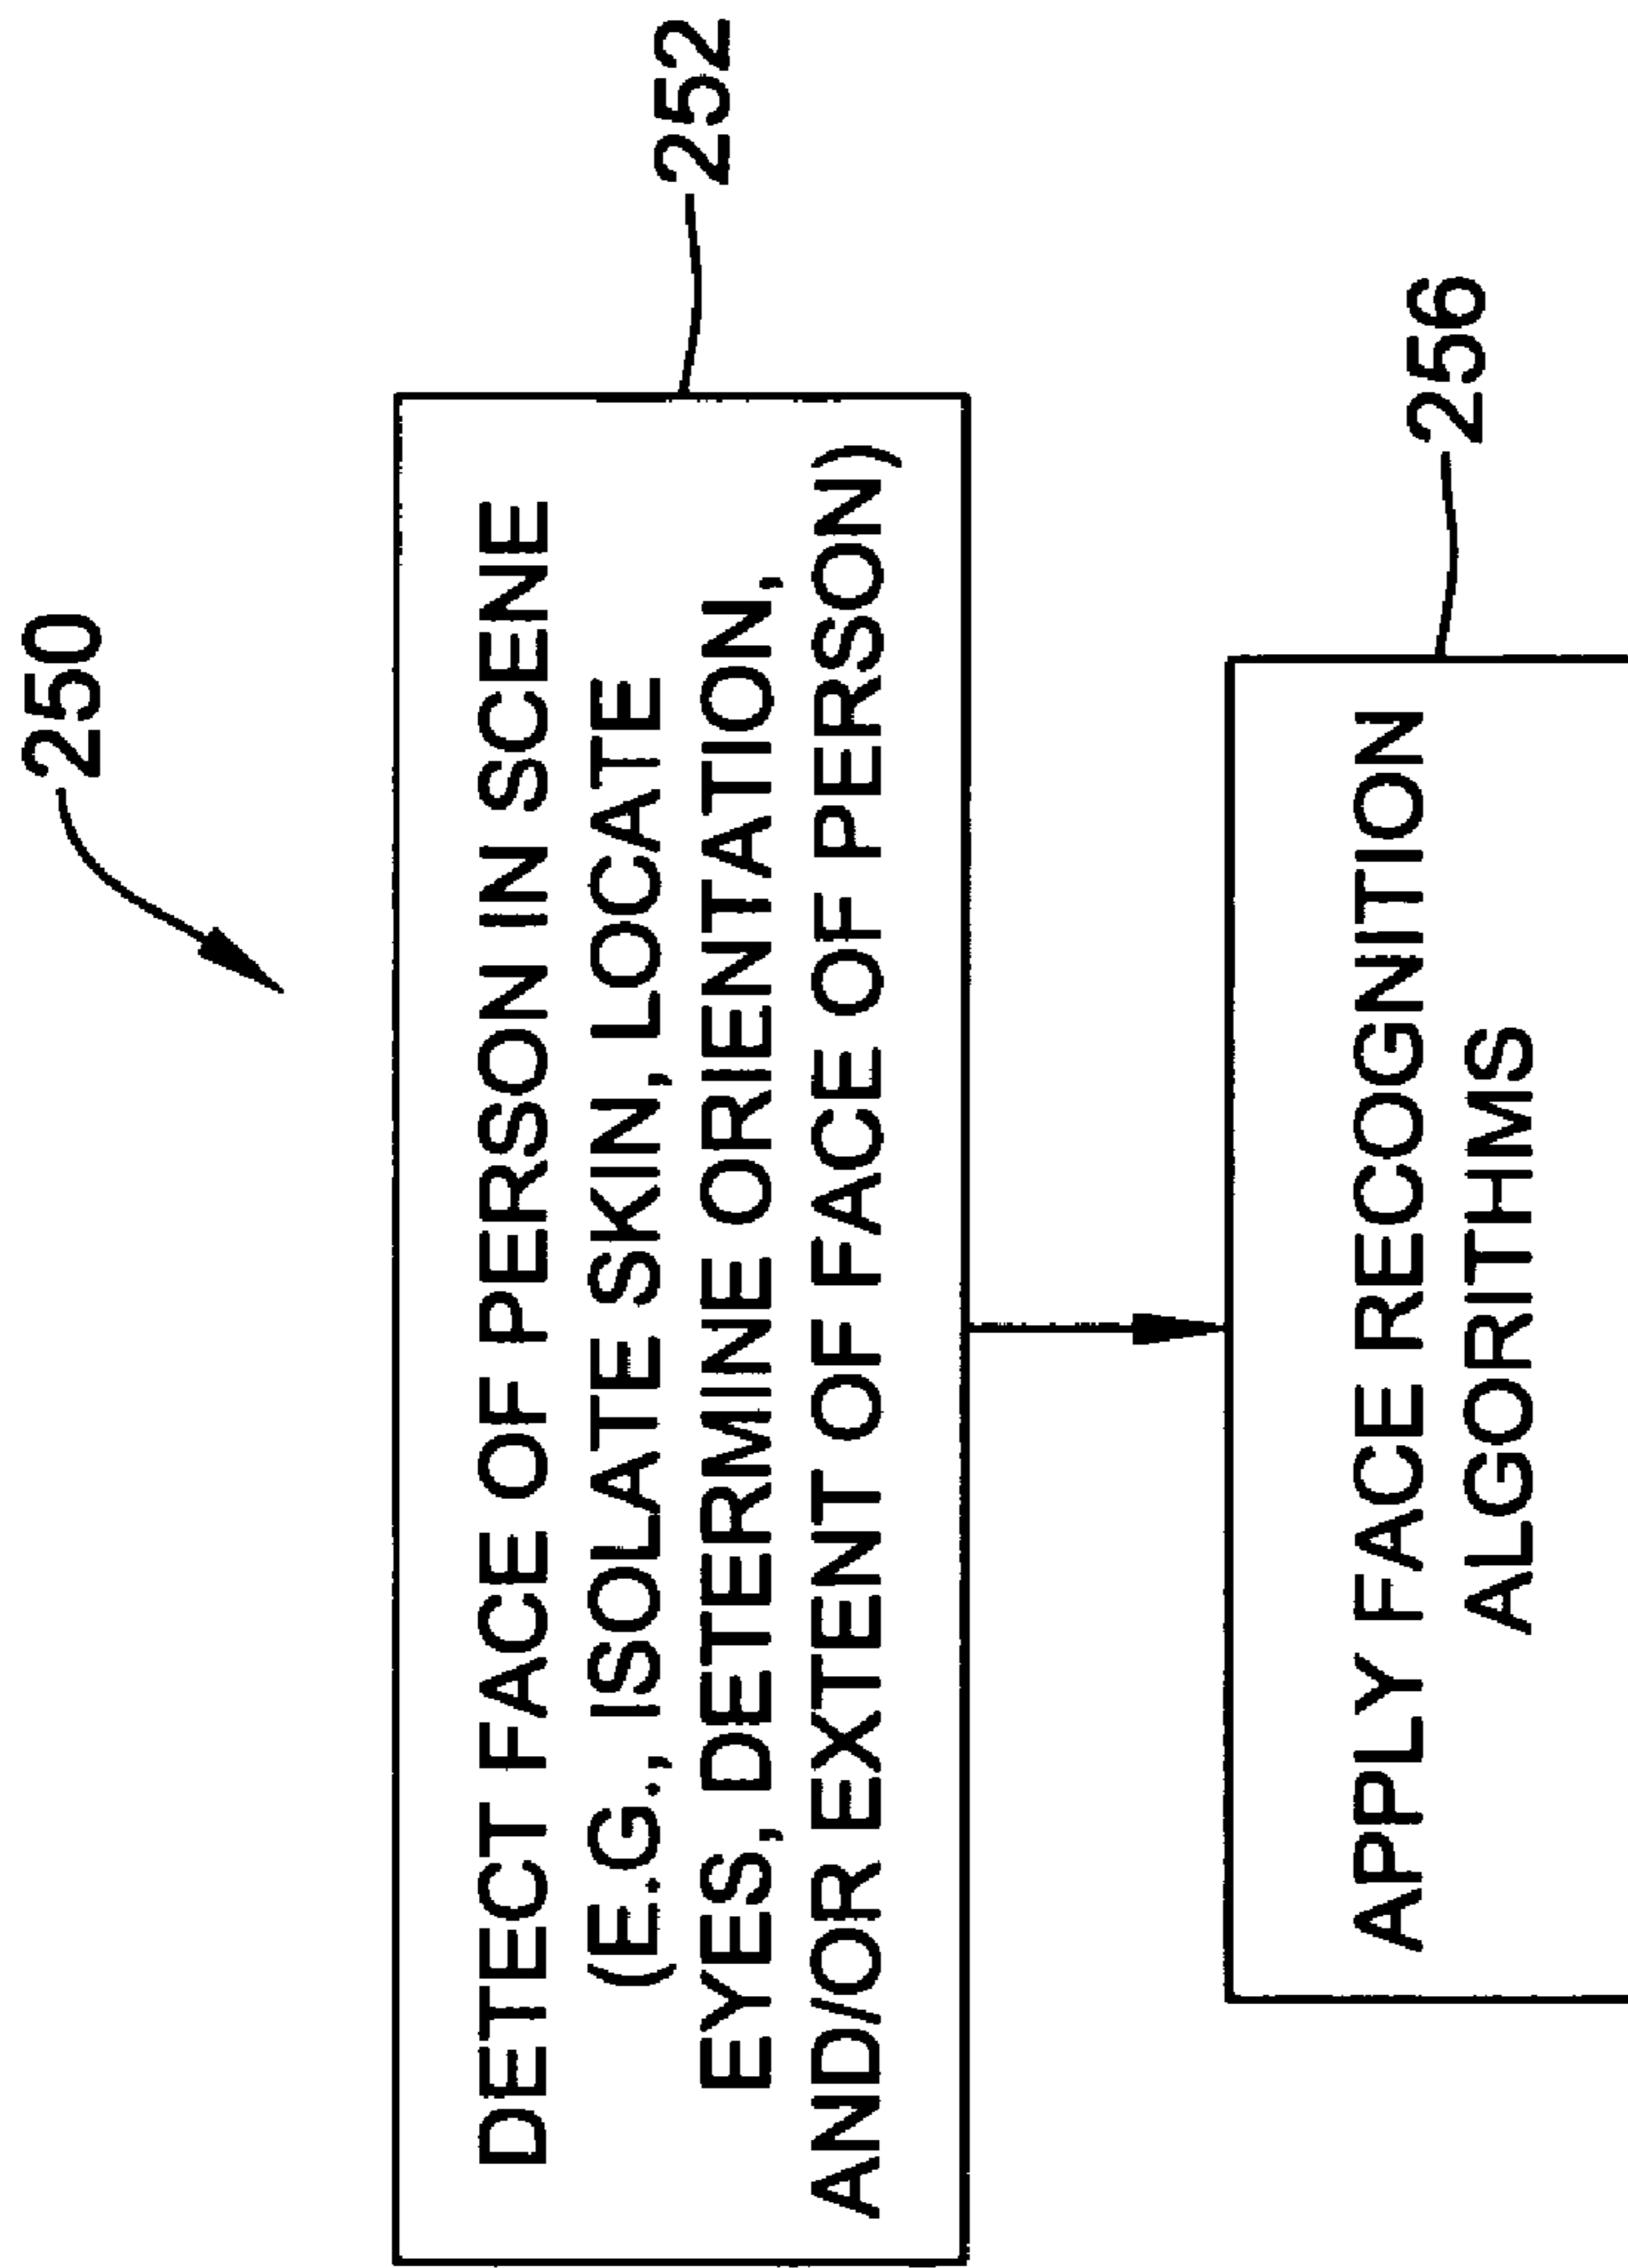 250
DETECT FACE OF PERSON IN SCENE
(E.G., ISOLATE SKIN, LOCATE
EYES, DETERMINE ORIENTATION,
AND/OR EXTENT OF FACE OF PERSON)
252
APPLY FACE RECOGNITION
ALGORITHMS
256